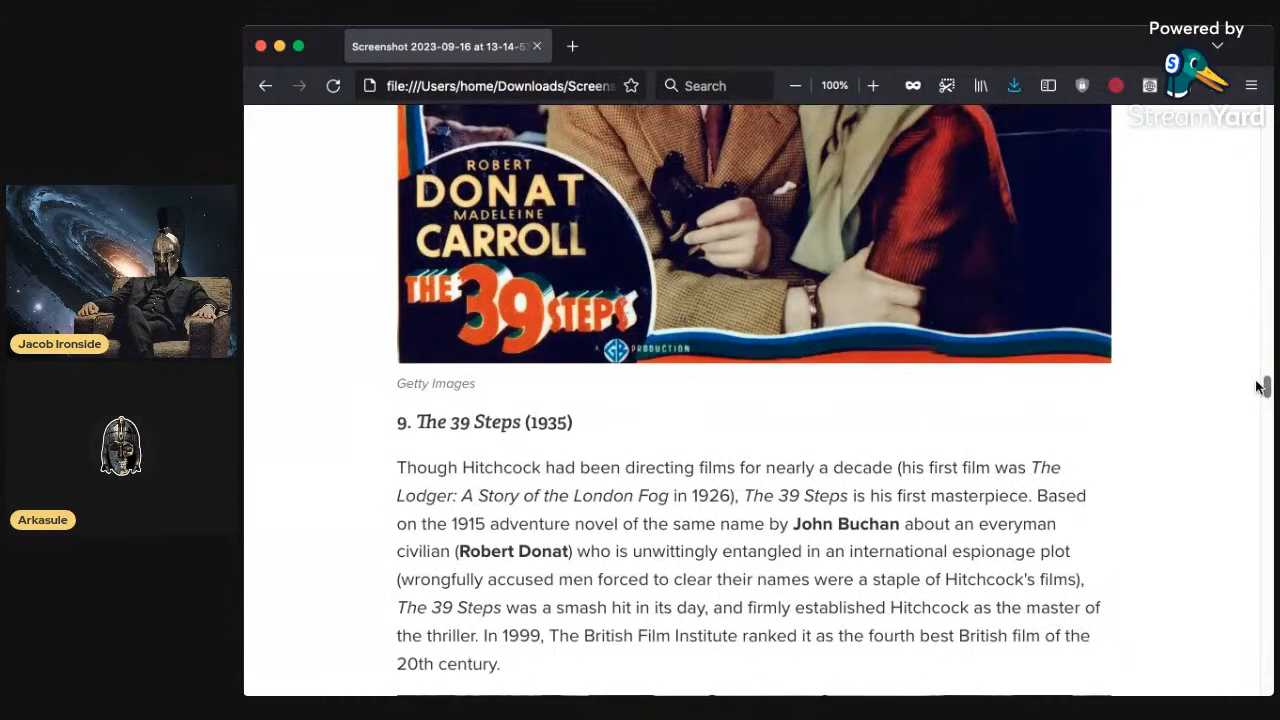 Powered by
StreamYard
Screenshot 2023-09-16 at 13-14-5
file:///Users/home/Downloads/Screens
Search
100%
ROBERT
DONAT
MADELEINE
CARROLL
THE 39 STEPS
A GB PRODUCTION
Getty Images
9. The 39 Steps (1935)
Though Hitchcock had been directing films for nearly a decade (his first film was The
Lodger: A Story of the London Fog in 1926), The 39 Steps is his first masterpiece. Based
on the 1915 adventure novel of the same name by John Buchan about an everyman
civilian (Robert Donat) who is unwittingly entangled in an international espionage plot
(wrongfully accused men forced to clear their names were a staple of Hitchcock's films),
The 39 Steps was a smash hit in its day, and firmly established Hitchcock as the master of
the thriller. In 1999, The British Film Institute ranked it as the fourth best British film of the
20th century.
Jacob Ironside
Arkasule